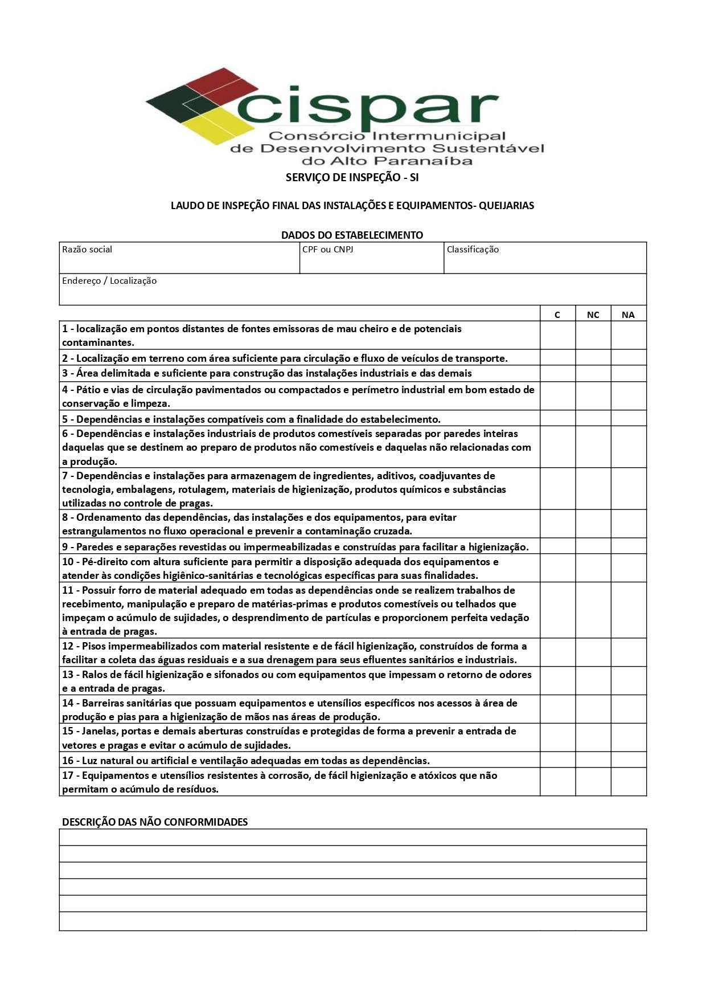 cispar
Consórcio Intermunicipal
de Desenvolvimento Sustentável
do Alto Paranaíba
SERVIÇO DE INSPEÇÃO - SI
LAUDO DE INSPEÇÃO FINAL DAS INSTALAÇÕES E EQUIPAMENTOS- QUEIJARIAS
DADOS DO ESTABELECIMENTO
Razão social CPF ou CNPJ Classificação
Endereço / Localização
C NC NA
1 - localização em pontos distantes de fontes emissoras de mau cheiro e de potenciais
contaminantes.
2 - Localização em terreno com área suficiente para circulação e fluxo de veículos de transporte.
3 - Área delimitada e suficiente para construção das instalações industriais e das demais
4 - Pátio e vias de circulação pavimentados ou compactados e perímetro industrial em bom estado de
conservação e limpeza.
5 - Dependências e instalações compatíveis com a finalidade do estabelecimento.
6 - Dependências e instalações industriais de produtos comestíveis separadas por paredes inteiras
daquelas que se destinem ao preparo de produtos não comestíveis e daquelas não relacionadas com
a produção.
7 - Dependências e instalações para armazenagem de ingredientes, aditivos, coadjuvantes de
tecnologia, embalagens, rotulagem, materiais de higienização, produtos químicos e substâncias
utilizadas no controle de pragas.
8 - Ordenamento das dependências, das instalações e dos equipamentos, para evitar
estrangulamentos no fluxo operacional e prevenir a contaminação cruzada.
9 - Paredes e separações revestidas ou impermeabilizadas e construídas para facilitar a higienização.
10 - Pé-direito com altura suficiente para permitir a disposição adequada dos equipamentos e
atender às condições higiênico-sanitárias e tecnológicas específicas para suas finalidades.
11 - Possuir forro de material adequado em todas as dependências onde se realizem trabalhos de
recebimento, manipulação e preparo de matérias-primas e produtos comestíveis ou telhados que
impeçam o acúmulo de sujidades, o desprendimento de partículas e proporcionem perfeita vedação
à entrada de pragas.
12 - Pisos impermeabilizados com material resistente e de fácil higienização, construídos de forma a
facilitar a coleta das águas residuais e a sua drenagem para seus efluentes sanitários e industriais.
13 - Ralos de fácil higienização e sifonados ou com equipamentos que impessam o retorno de odores
e a entrada de pragas.
14 - Barreiras sanitárias que possuam equipamentos e utensílios específicos nos acessos à área de
produção e pias para a higienização de mãos nas áreas de produção.
15 - Janelas, portas e demais aberturas construídas e protegidas de forma a prevenir a entrada de
vetores e pragas e evitar o acúmulo de sujidades.
16 - Luz natural ou artificial e ventilação adequadas em todas as dependências.
17 - Equipamentos e utensílios resistentes à corrosão, de fácil higienização e atóxicos que não
permitam o acúmulo de resíduos.
DESCRIÇÃO DAS NÃO CONFORMIDADES